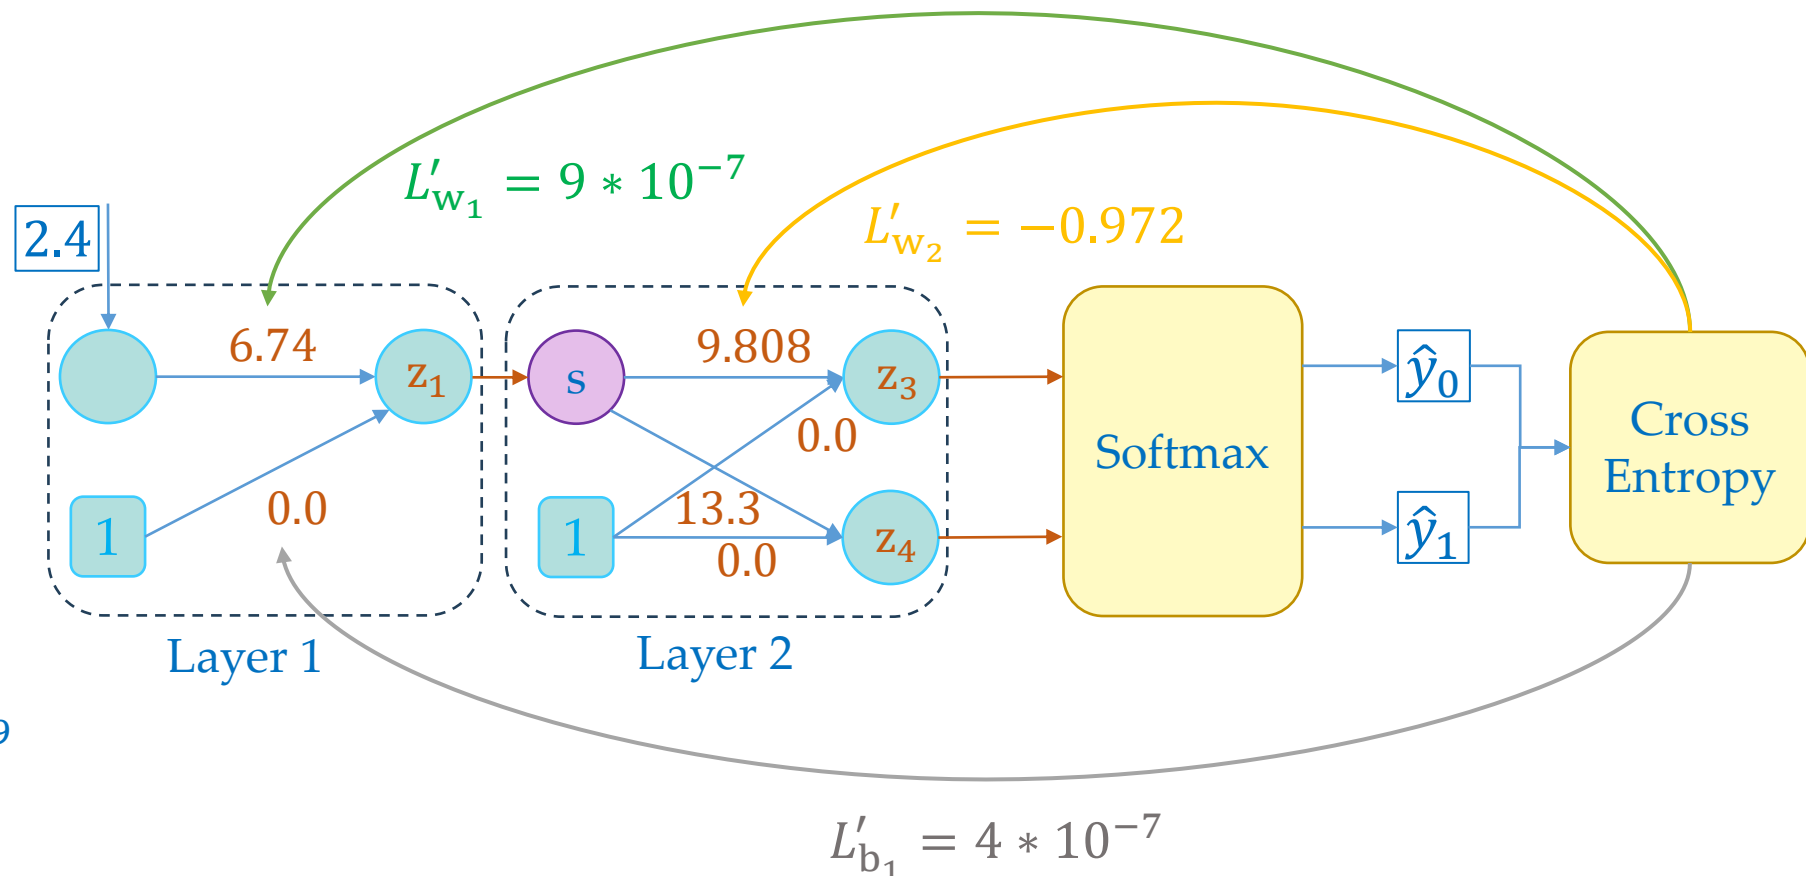 L′w₁ = 9 * 10⁻⁷
L′w₂ = −0.972
2.4
6.74
z₁
s
9.808
z₃
ŷ₀
0.0
Softmax
Cross
Entropy
1
0.0
1
13.3
0.0
z₄
ŷ₁
Layer 1
Layer 2
9
L′b₁ = 4 * 10⁻⁷